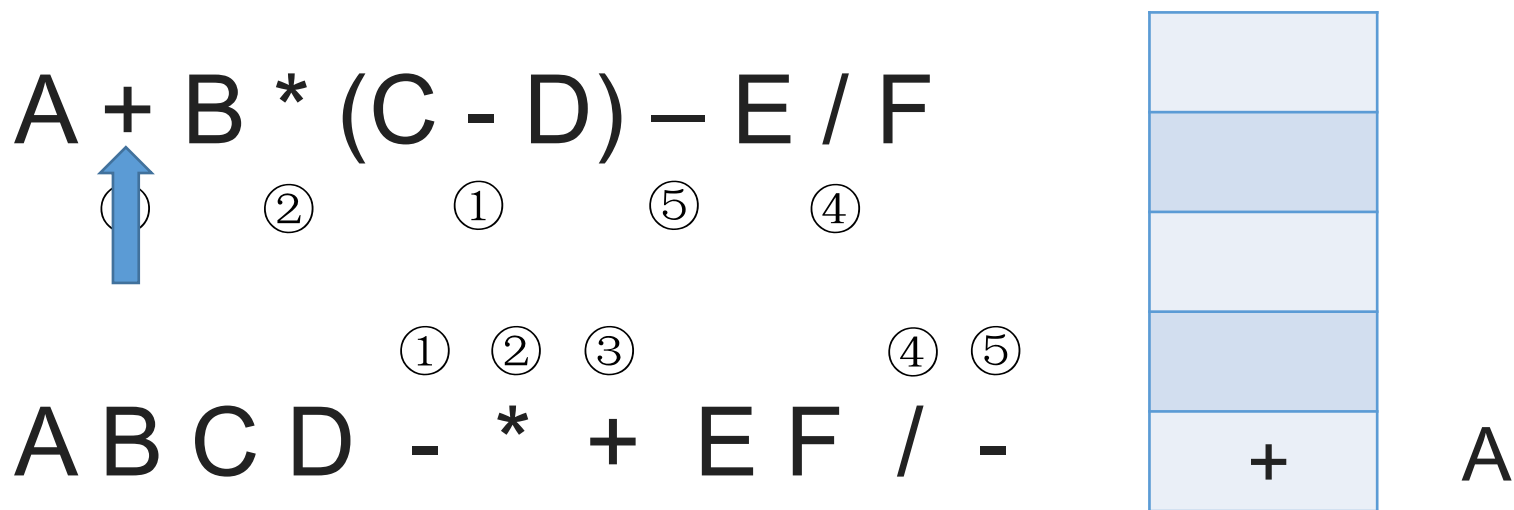 A + B * (C - D) – E / F
② ① ⑤ ④
① ② ③ ④ ⑤
A B C D - * + E F / -
+
A